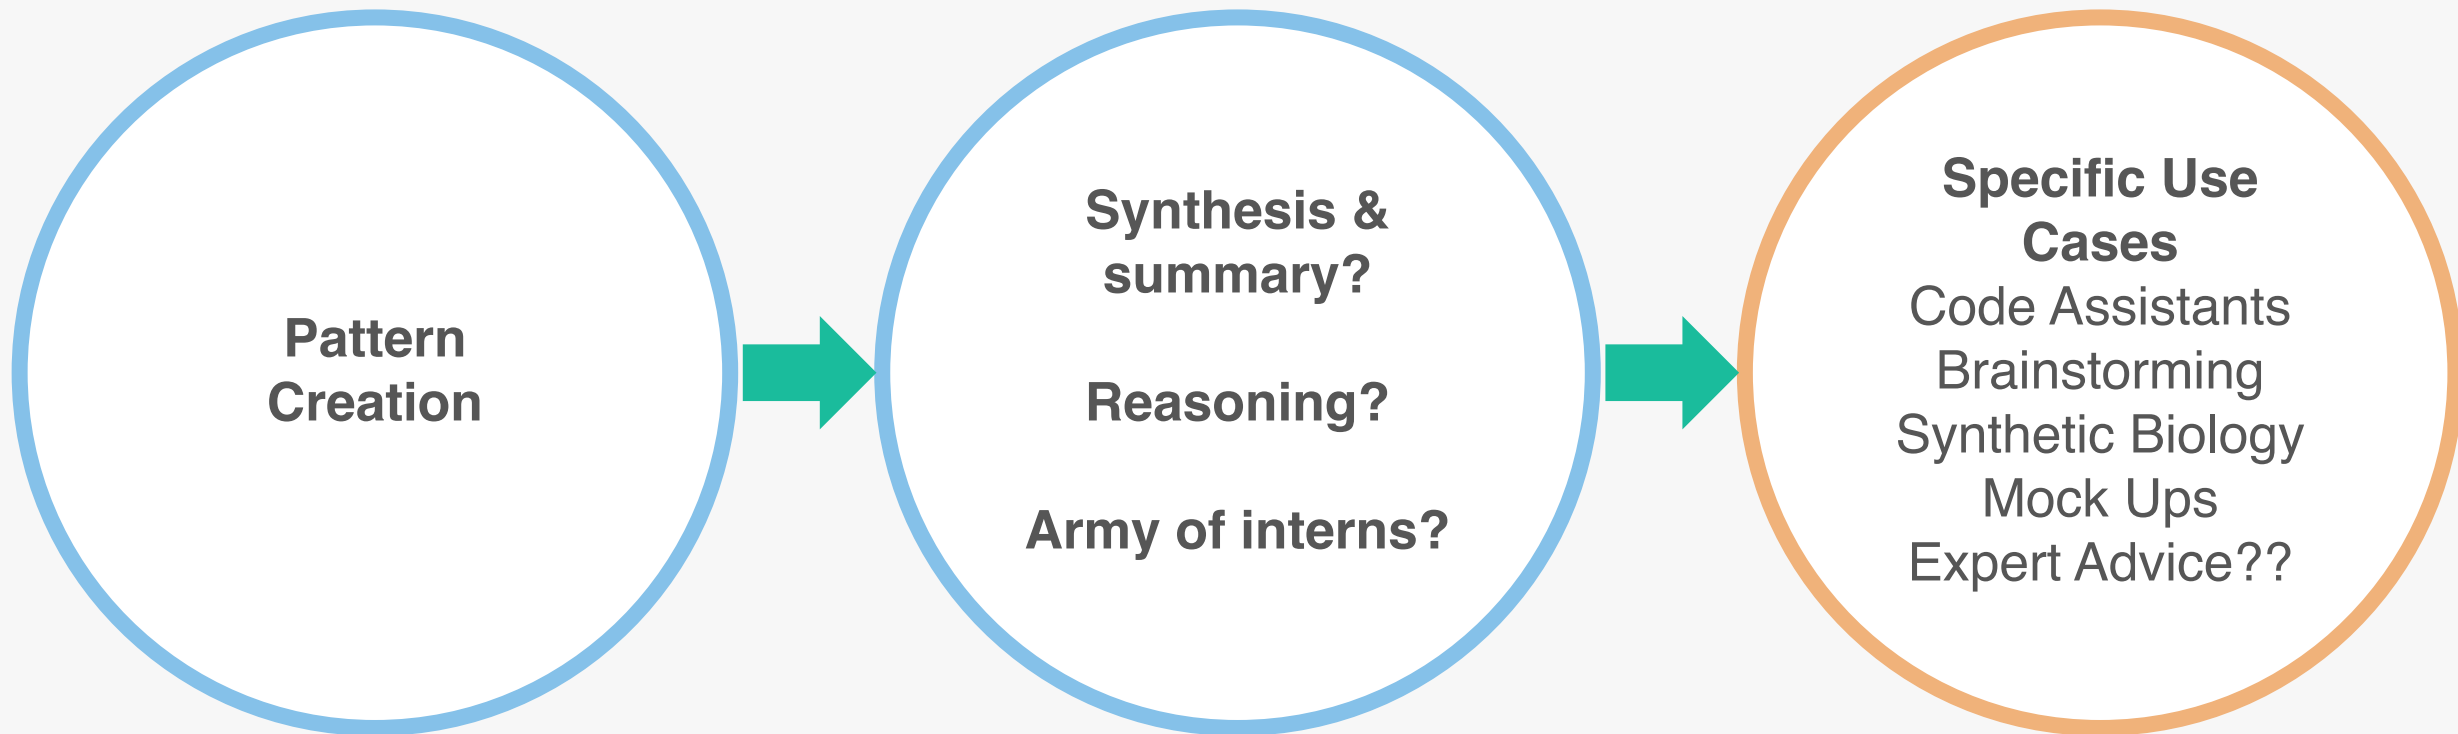 Pattern
Creation
Synthesis &
summary?
Reasoning?
Army of interns?
Specific Use
Cases
Code Assistants
Brainstorming
Synthetic Biology
Mock Ups
Expert Advice??